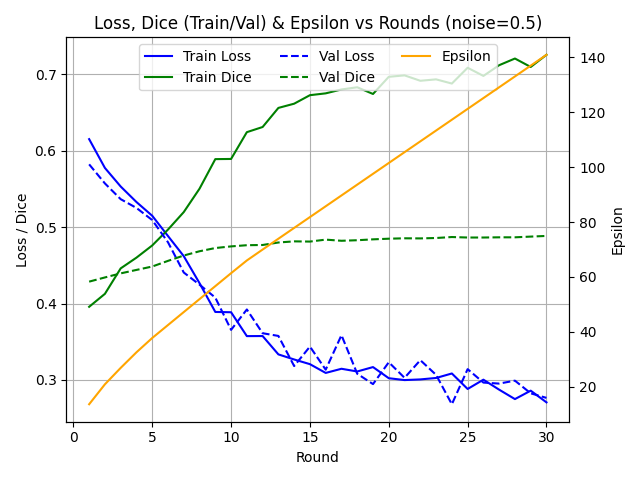 Loss, Dice (Train/Val) & Epsilon vs Rounds (noise=0.5)
Train Loss
Train Dice
Val Loss
Val Dice
Epsilon
0.7
0.6
0.5
0.4
0.3
Loss / Dice
140
120
100
80
60
40
20
Epsilon
0 5 10 15 20 25 30
Round